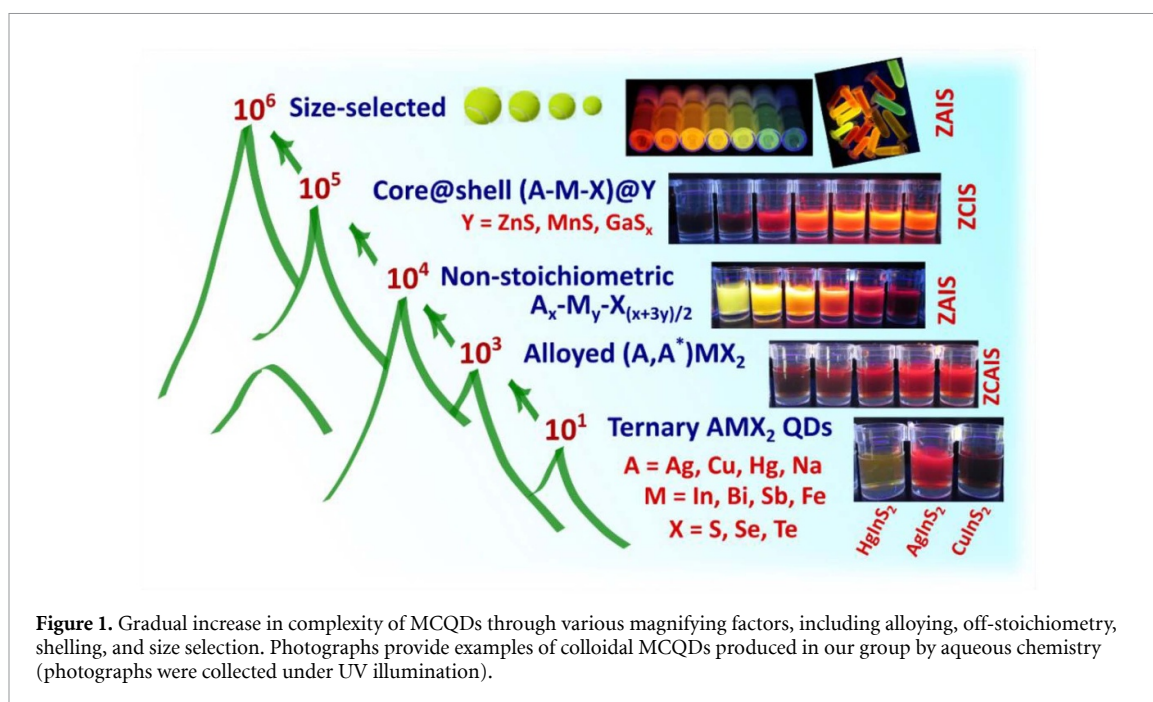 10⁶ Size-selected
ZAIS
10⁵ Core@shell (A-M-X)@Y
Y = ZnS, MnS, GaSₓ
ZCIS
10⁴ Non-stoichiometric
Aₓ-Mᵧ-X₍ₓ₊₃ᵧ₎/₂
ZAIS
10³ Alloyed (A,A*)MX₂
ZCAIS
10¹ Ternary AMX₂ QDs
A = Ag, Cu, Hg, Na
M = In, Bi, Sb, Fe
X = S, Se, Te
HgInS₂
AgInS₂
CuInS₂
Figure 1. Gradual increase in complexity of MCQDs through various magnifying factors, including alloying, off-stoichiometry,
shelling, and size selection. Photographs provide examples of colloidal MCQDs produced in our group by aqueous chemistry
(photographs were collected under UV illumination).